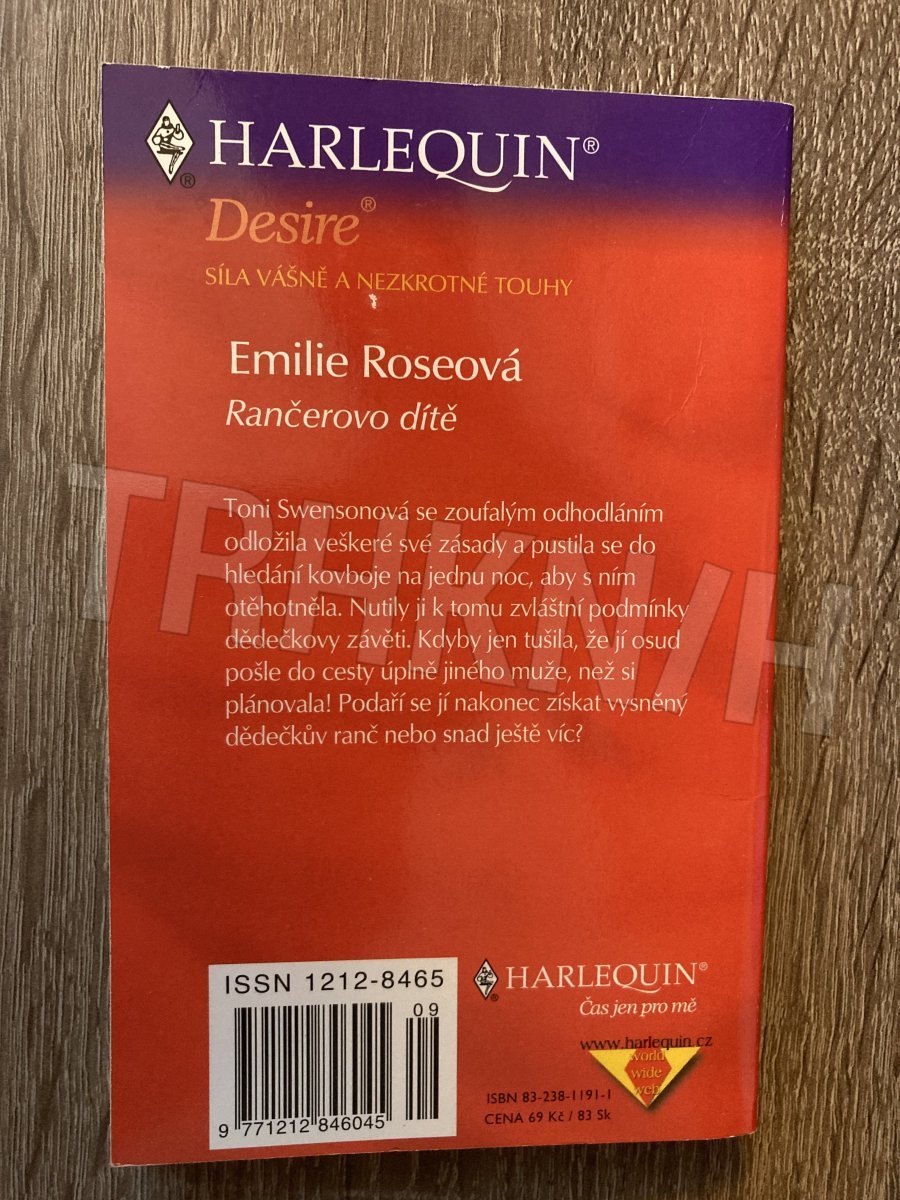 HARLEQUIN®
®
Desire®
SÍLA VÁŠNĚ A NEZKROTNÉ TOUHY
Emilie Roseová
Rančerovo dítě
Toni Swensonová se zoufalým odhodláním
odložila veškeré své zásady a pustila se do
hledání kovboje na jednu noc, aby s ním
otěhotněla. Nutily ji k tomu zvláštní podmínky
dědečkovy závěti. Kdyby jen tušila, že jí osud
pošle do cesty úplně jiného muže, než si
plánovala! Podaří se jí nakonec získat vysněný
dědečkův ranč nebo snad ještě víc?
TRHKNIH
ISSN 1212-8465
09
9 771212 846045
HARLEQUIN®
®
Čas jen pro mě
www.harlequin.cz
world
wide
web
ISBN 83-238-1191-1
CENA 69 Kč / 83 Sk